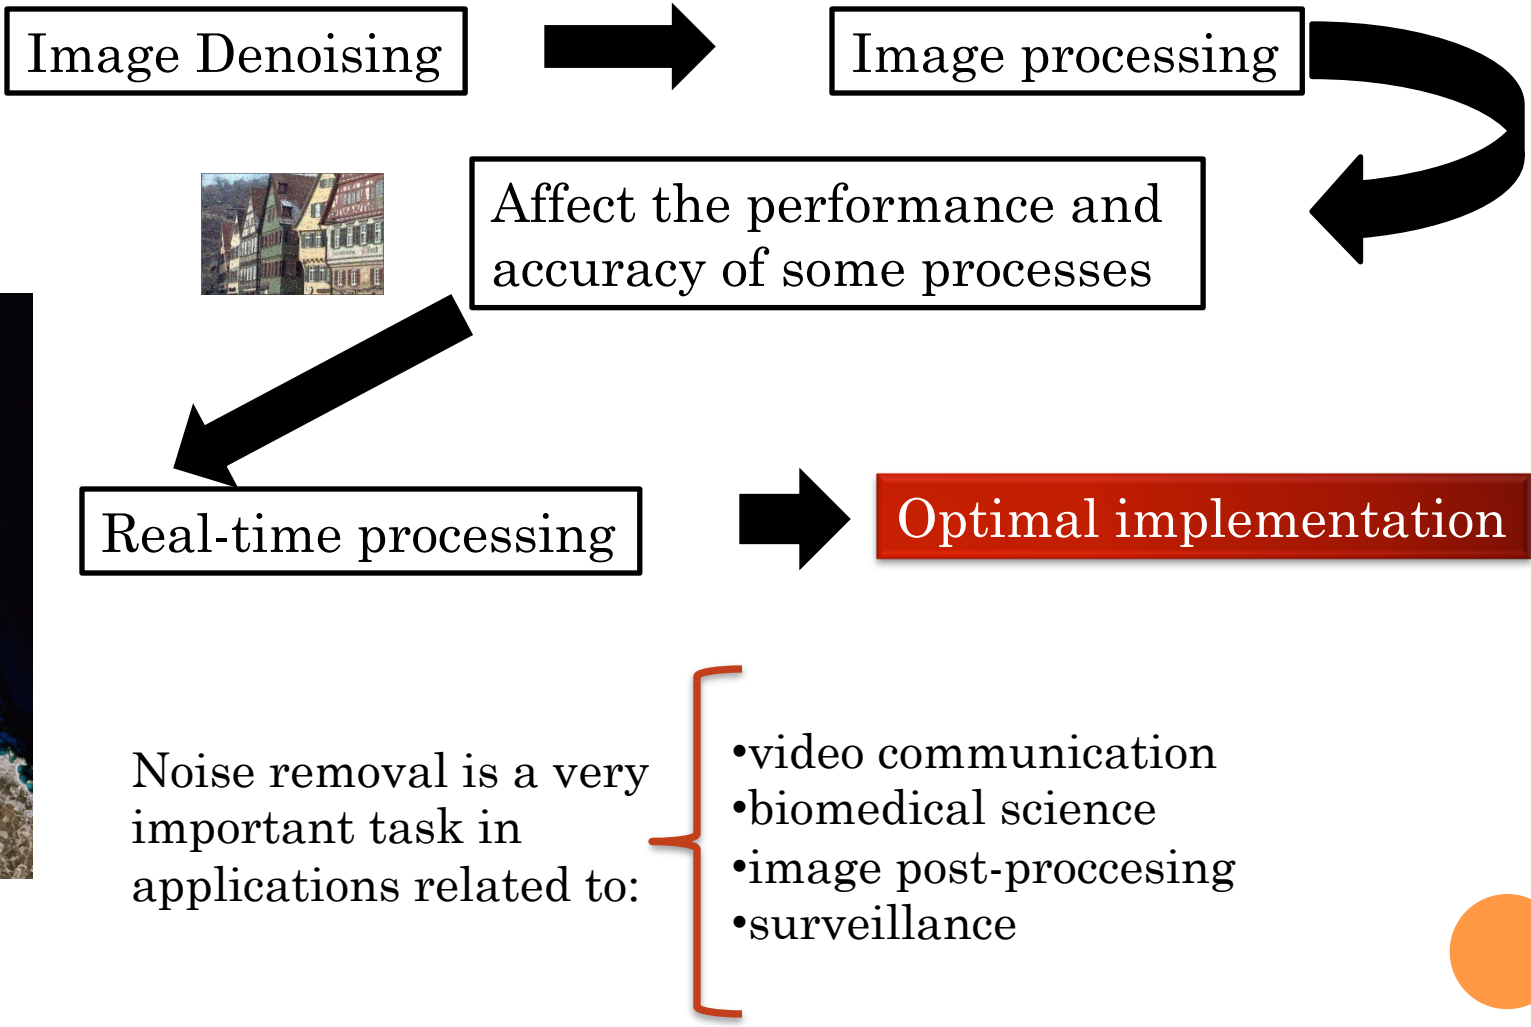 Image Denoising
Image processing
Affect the performance and
accuracy of some processes
Real-time processing
Optimal implementation
Noise removal is a very
important task in
applications related to:
•video communication
•biomedical science
•image post-proccesing
•surveillance